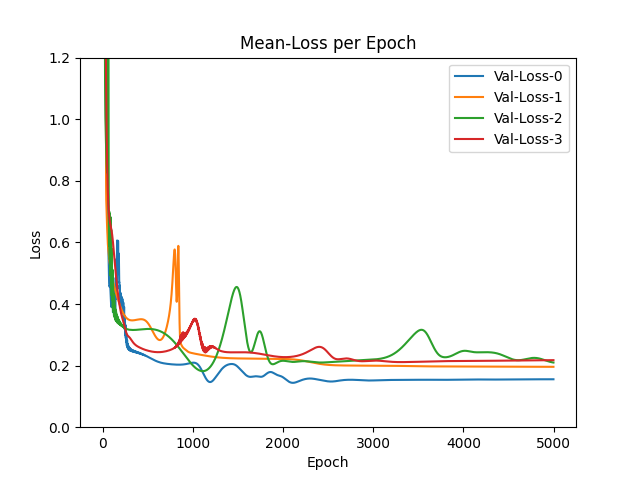 Mean-Loss per Epoch
1.2
1.0
0.8
0.6
0.4
0.2
0.0
Loss
0 1000 2000 3000 4000 5000
Epoch
Val-Loss-0
Val-Loss-1
Val-Loss-2
Val-Loss-3